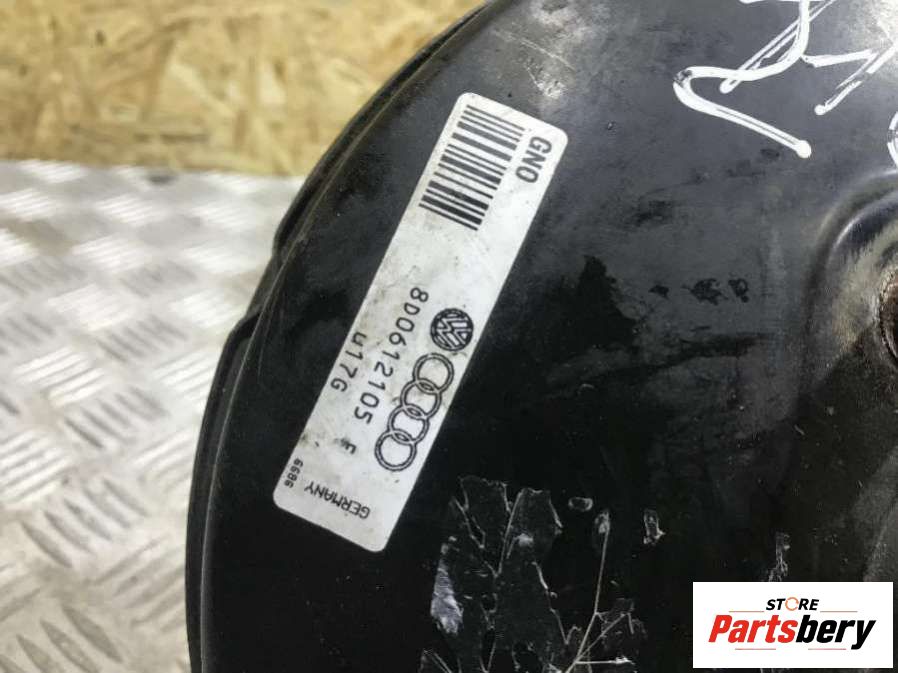 GNO
8D0612105 F
U17G
GERMANY
STORE
Partsbery